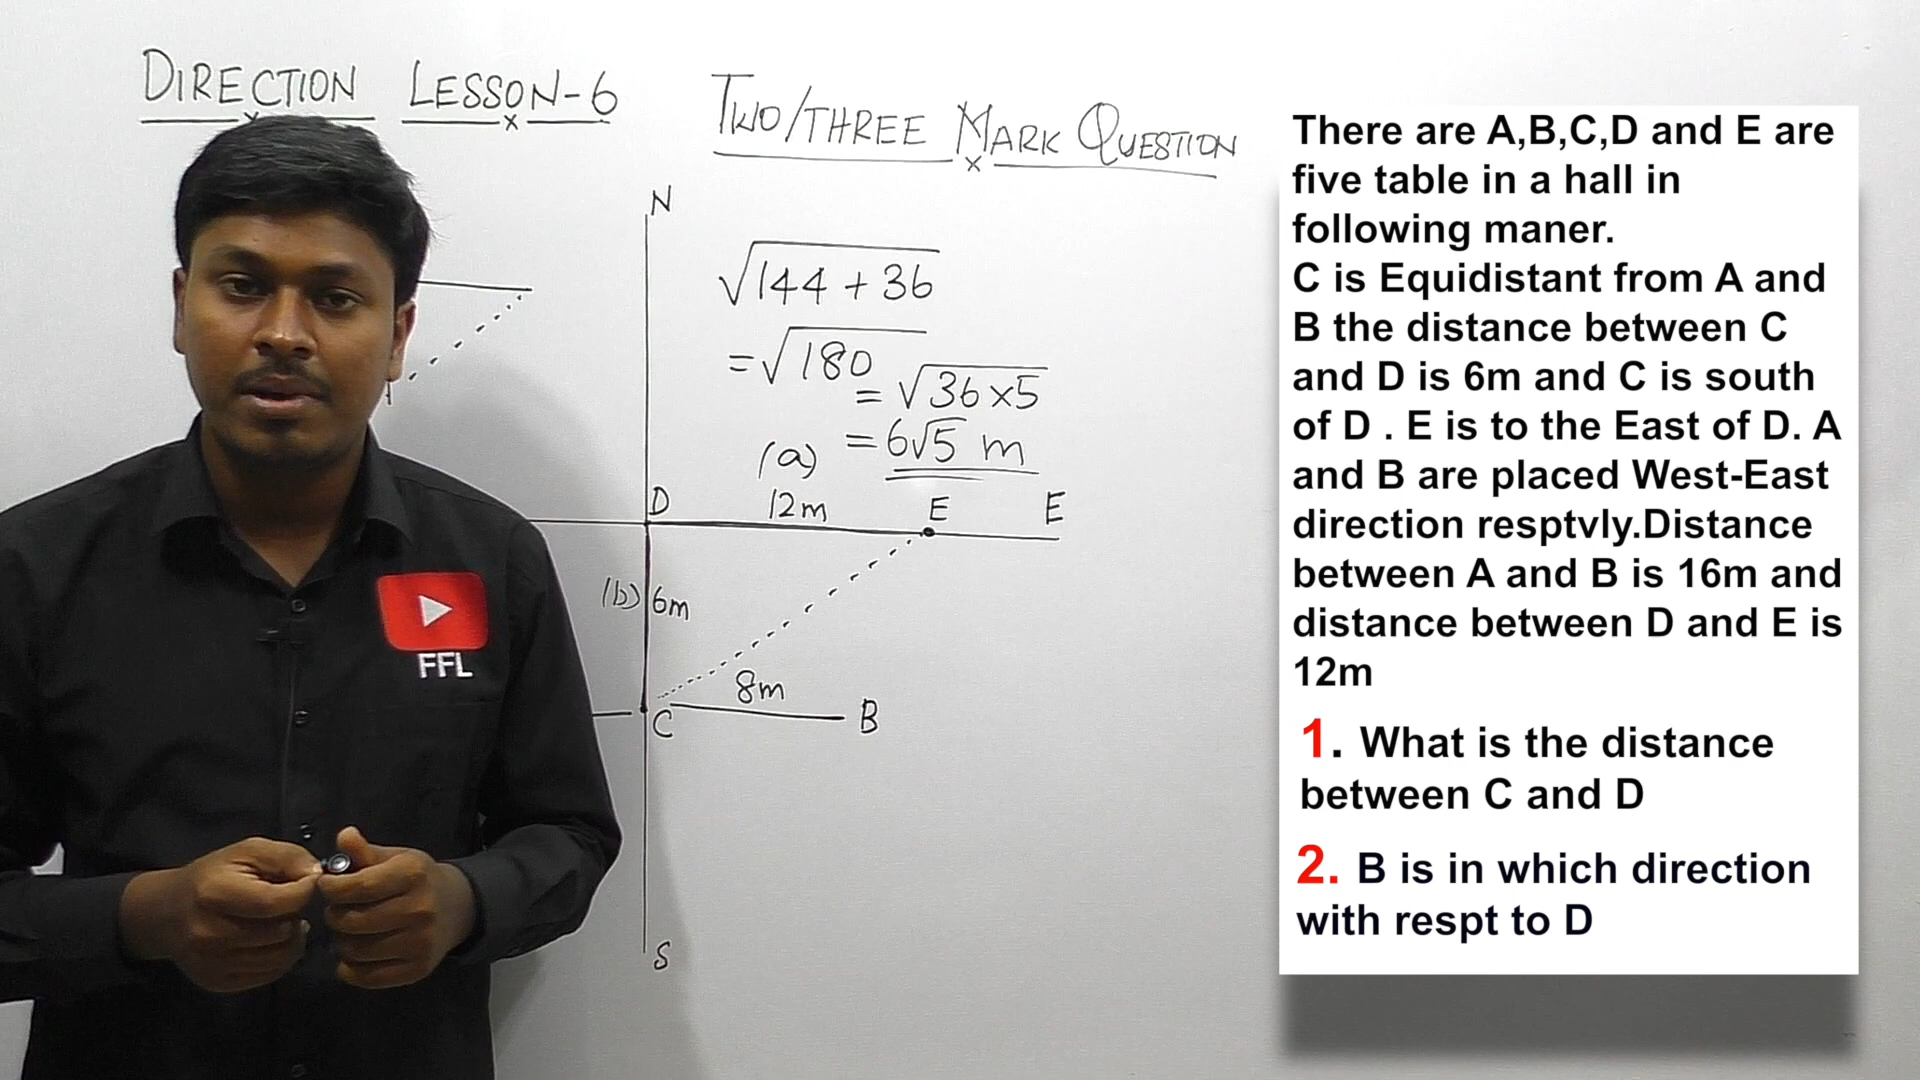 DIRECTION LESSON-6
TWO/THREE MARK QUESTION
N
√144 + 36
= √180
= √36×5
(a) = 6√5 m
D 12m E E
(b) 6m
8m
C B
S
FFL
There are A,B,C,D and E are
five table in a hall in
following maner.
C is Equidistant from A and
B the distance between C
and D is 6m and C is south
of D . E is to the East of D. A
and B are placed West-East
direction resptvly.Distance
between A and B is 16m and
distance between D and E is
12m
1. What is the distance
between C and D
2. B is in which direction
with respt to D